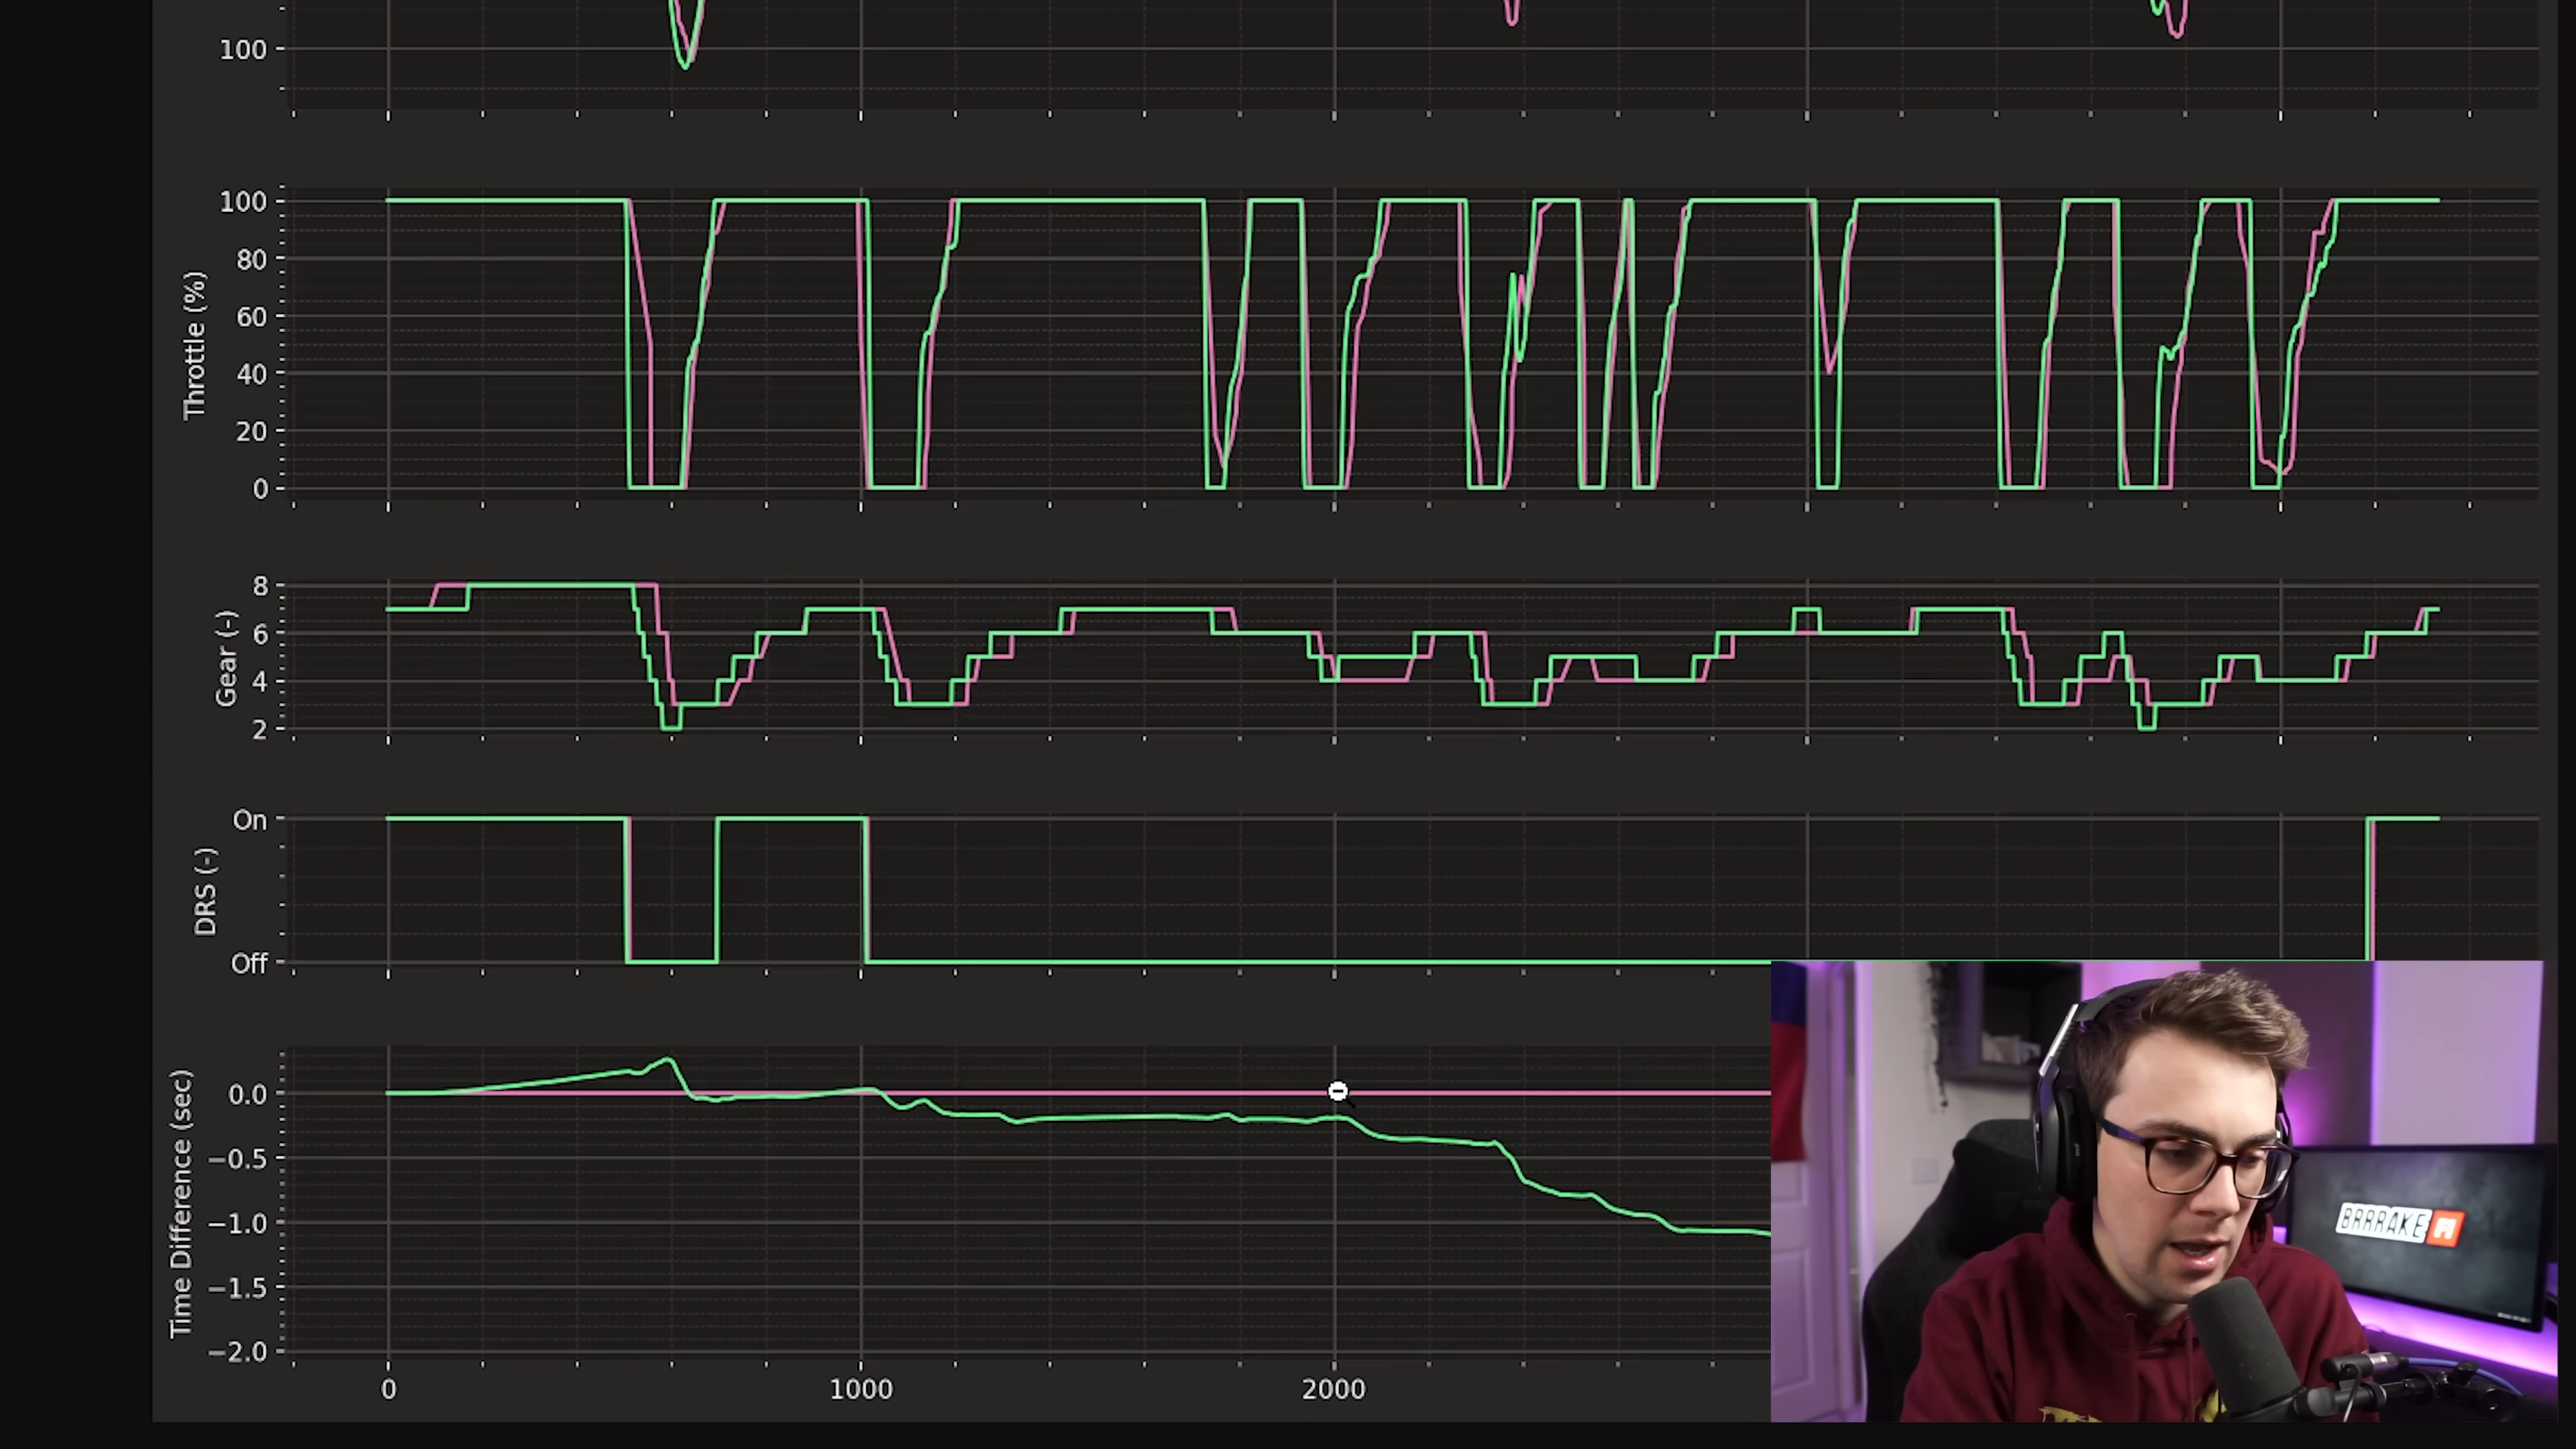 100
100
80
60
40
20
0
Throttle (%)
8
6
4
2
Gear (-)
On
Off
DRS (-)
0.0
−0.5
−1.0
−1.5
−2.0
Time Difference (sec)
0
1000
2000
BRRRAKE F1